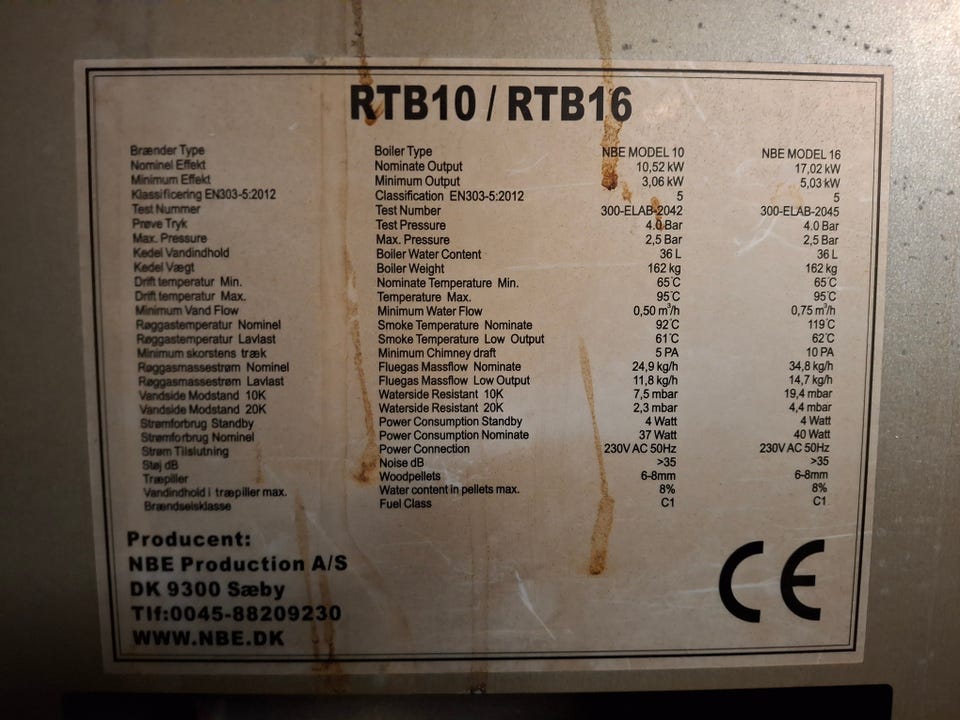 RTB10 / RTB16
Brænder Type Boiler Type NBE MODEL 10 NBE MODEL 16
Nominel Effekt Nominate Output 10,52 kW 17,02 kW
Minimum Effekt Minimum Output 3,06 kW 5,03 kW
Klassificering EN303-5:2012 Classification EN303-5:2012 5 5
Test Nummer Test Number 300-ELAB-2042 300-ELAB-2045
Prøve Tryk Test Pressure 4.0 Bar 4.0 Bar
Max. Pressure Max. Pressure 2,5 Bar 2,5 Bar
Kedel Vandindhold Boiler Water Content 36 L 36 L
Kedel Vægt Boiler Weight 162 kg 162 kg
Drift temperatur Min. Nominate Temperature Min. 65°C 65°C
Drift temperatur Max. Temperature Max. 95°C 95°C
Minimum Vand Flow Minimum Water Flow 0,50 m³/h 0,75 m³/h
Røggastemperatur Nominel Smoke Temperature Nominate 92°C 119°C
Røggastemperatur Lavlast Smoke Temperature Low Output 61°C 62°C
Minimum skorstens træk Minimum Chimney draft 5 PA 10 PA
Røggasmassestrøm Nominel Fluegas Massflow Nominate 24,9 kg/h 34,8 kg/h
Røggasmassestrøm Lavlast Fluegas Massflow Low Output 11,8 kg/h 14,7 kg/h
Vandside Modstand 10K Waterside Resistant 10K 7,5 mbar 19,4 mbar
Vandside Modstand 20K Waterside Resistant 20K 2,3 mbar 4,4 mbar
Strømforbrug Standby Power Consumption Standby 4 Watt 4 Watt
Strømforbrug Nominel Power Consumption Nominate 37 Watt 40 Watt
Strøm Tilslutning Power Connection 230V AC 50Hz 230V AC 50Hz
Støj dB Noise dB >35 >35
Træpiller Woodpellets 6-8mm 6-8mm
Vandindhold i træpiller max. Water content in pellets max. 8% 8%
Brændselsklasse Fuel Class C1 C1
Producent:
NBE Production A/S
DK 9300 Sæby
Tlf:0045-88209230
WWW.NBE.DK
CE